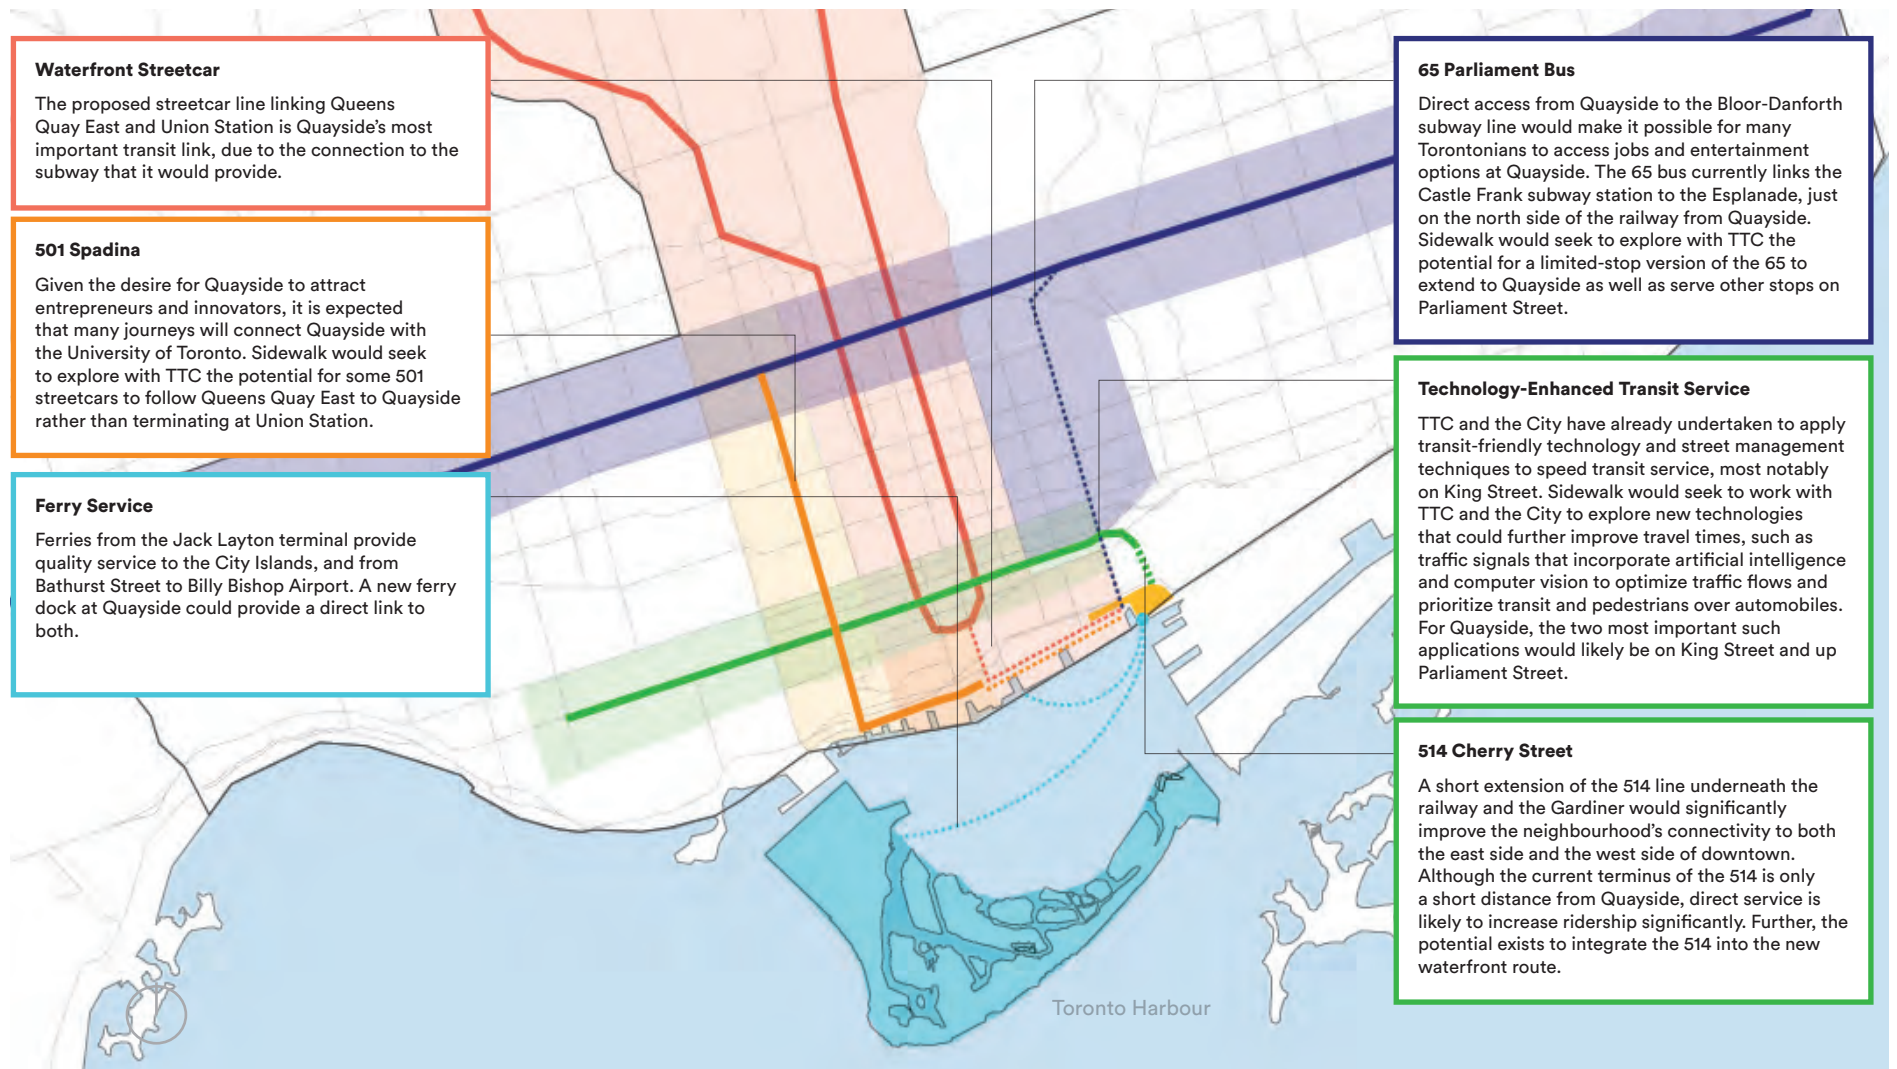 Waterfront Streetcar
The proposed streetcar line linking Queens
Quay East and Union Station is Quayside's most
important transit link, due to the connection to the
subway that it would provide.
501 Spadina
Given the desire for Quayside to attract
entrepreneurs and innovators, it is expected
that many journeys will connect Quayside with
the University of Toronto. Sidewalk would seek
to explore with TTC the potential for some 501
streetcars to follow Queens Quay East to Quayside
rather than terminating at Union Station.
Ferry Service
Ferries from the Jack Layton terminal provide
quality service to the City Islands, and from
Bathurst Street to Billy Bishop Airport. A new ferry
dock at Quayside could provide a direct link to
both.
65 Parliament Bus
Direct access from Quayside to the Bloor-Danforth
subway line would make it possible for many
Torontonians to access jobs and entertainment
options at Quayside. The 65 bus currently links the
Castle Frank subway station to the Esplanade, just
on the north side of the railway from Quayside.
Sidewalk would seek to explore with TTC the
potential for a limited-stop version of the 65 to
extend to Quayside as well as serve other stops on
Parliament Street.
Technology-Enhanced Transit Service
TTC and the City have already undertaken to apply
transit-friendly technology and street management
techniques to speed transit service, most notably
on King Street. Sidewalk would seek to work with
TTC and the City to explore new technologies
that could further improve travel times, such as
traffic signals that incorporate artificial intelligence
and computer vision to optimize traffic flows and
prioritize transit and pedestrians over automobiles.
For Quayside, the two most important such
applications would likely be on King Street and up
Parliament Street.
514 Cherry Street
A short extension of the 514 line underneath the
railway and the Gardiner would significantly
improve the neighbourhood's connectivity to both
the east side and the west side of downtown.
Although the current terminus of the 514 is only
a short distance from Quayside, direct service is
likely to increase ridership significantly. Further, the
potential exists to integrate the 514 into the new
waterfront route.
Toronto Harbour